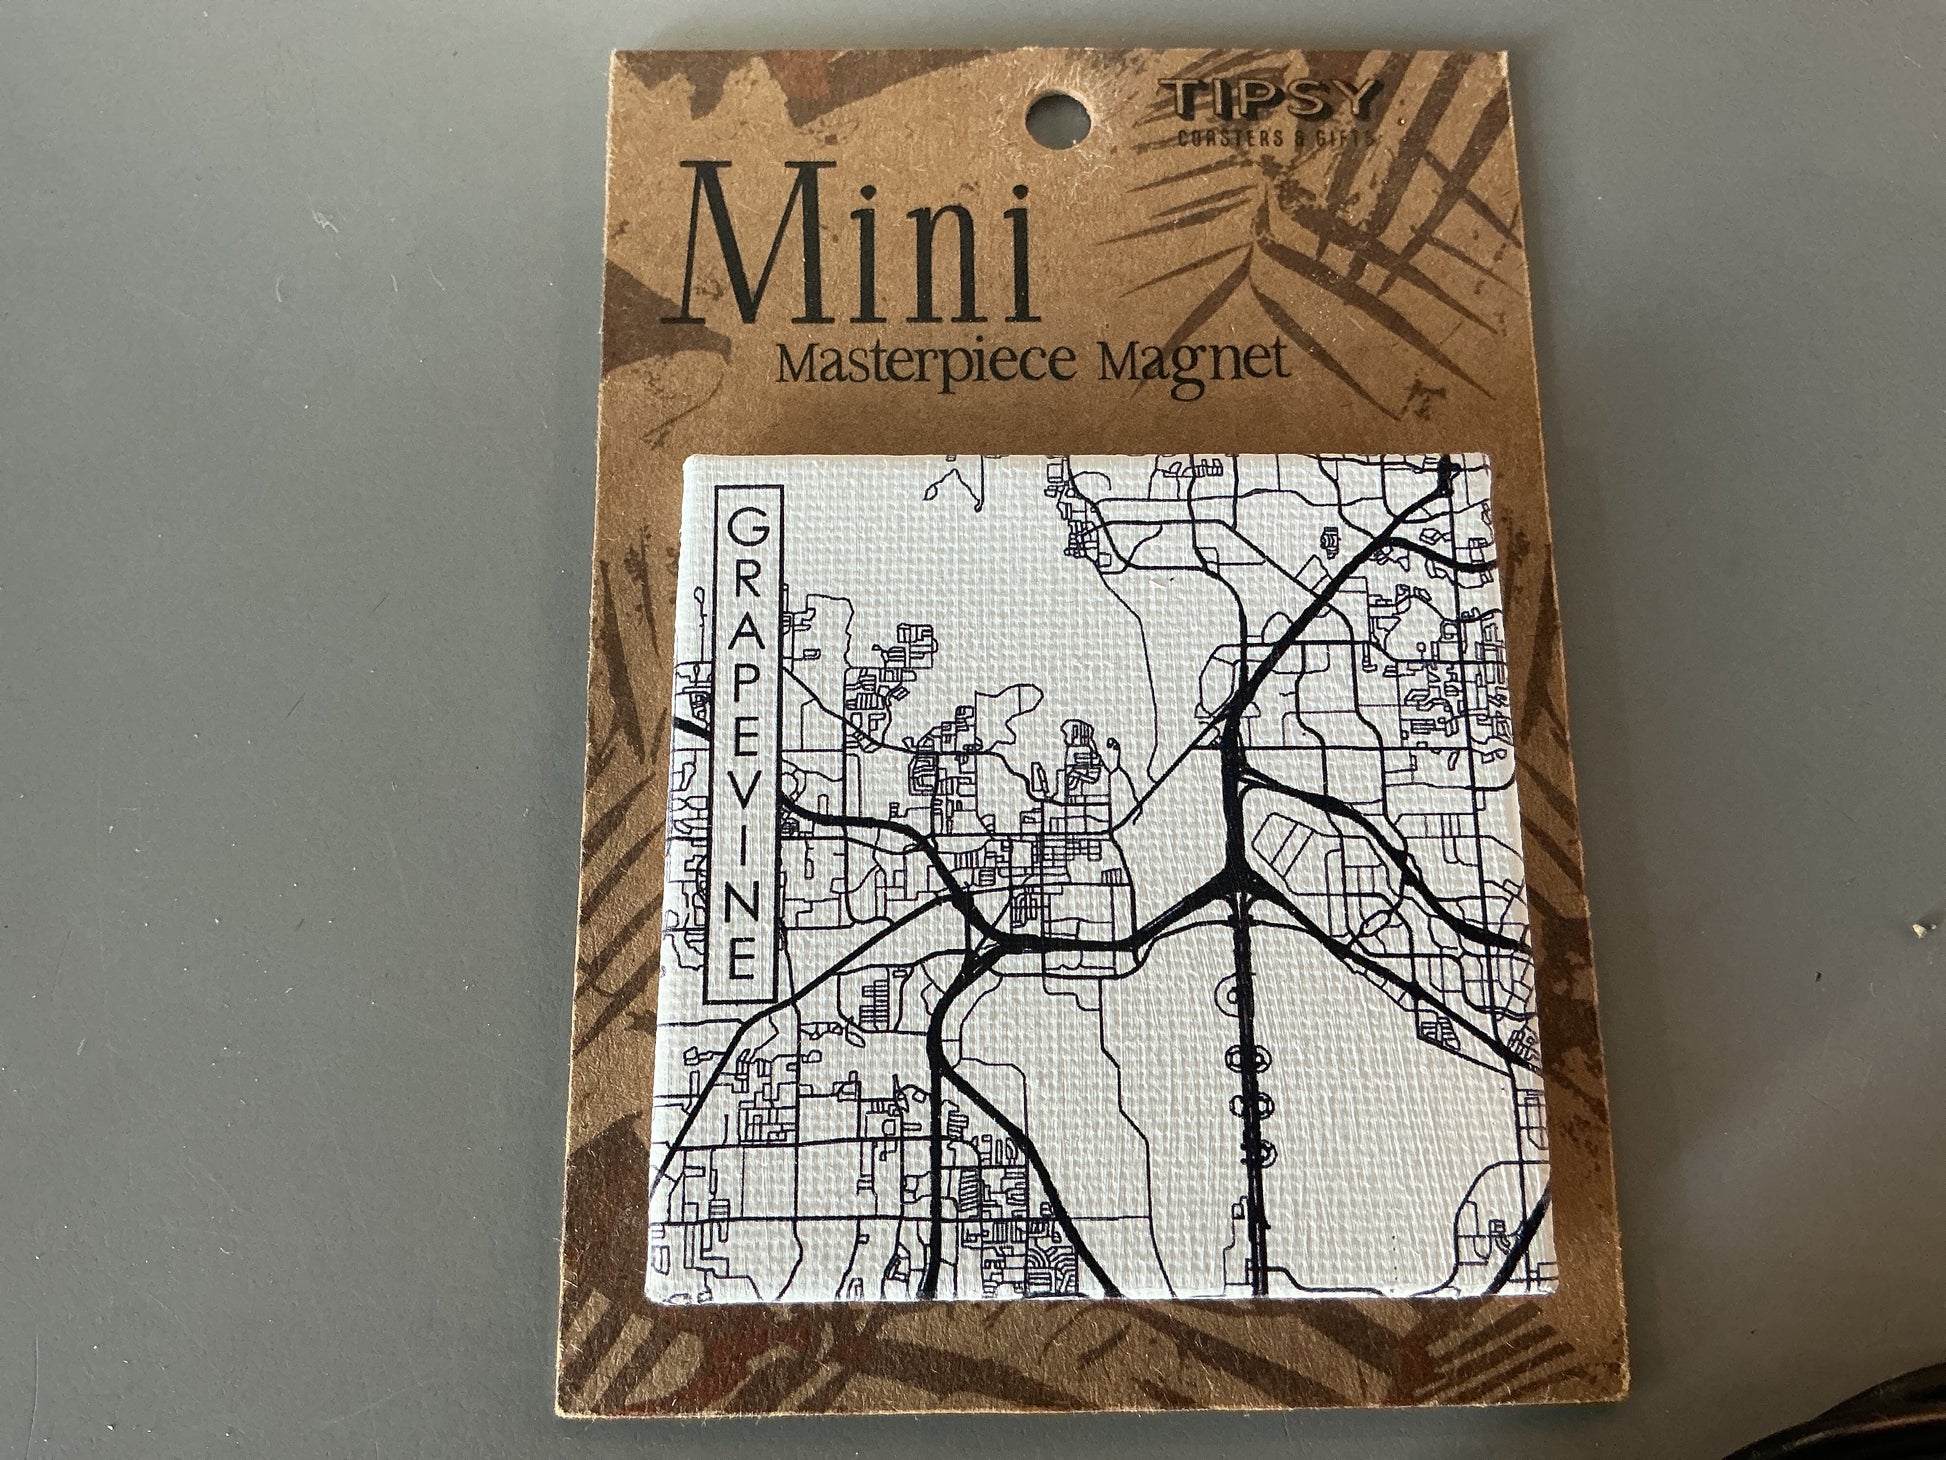 TIPSY
COASTERS & GIFTS
Mini
Masterpiece Magnet
GRAPEVINE